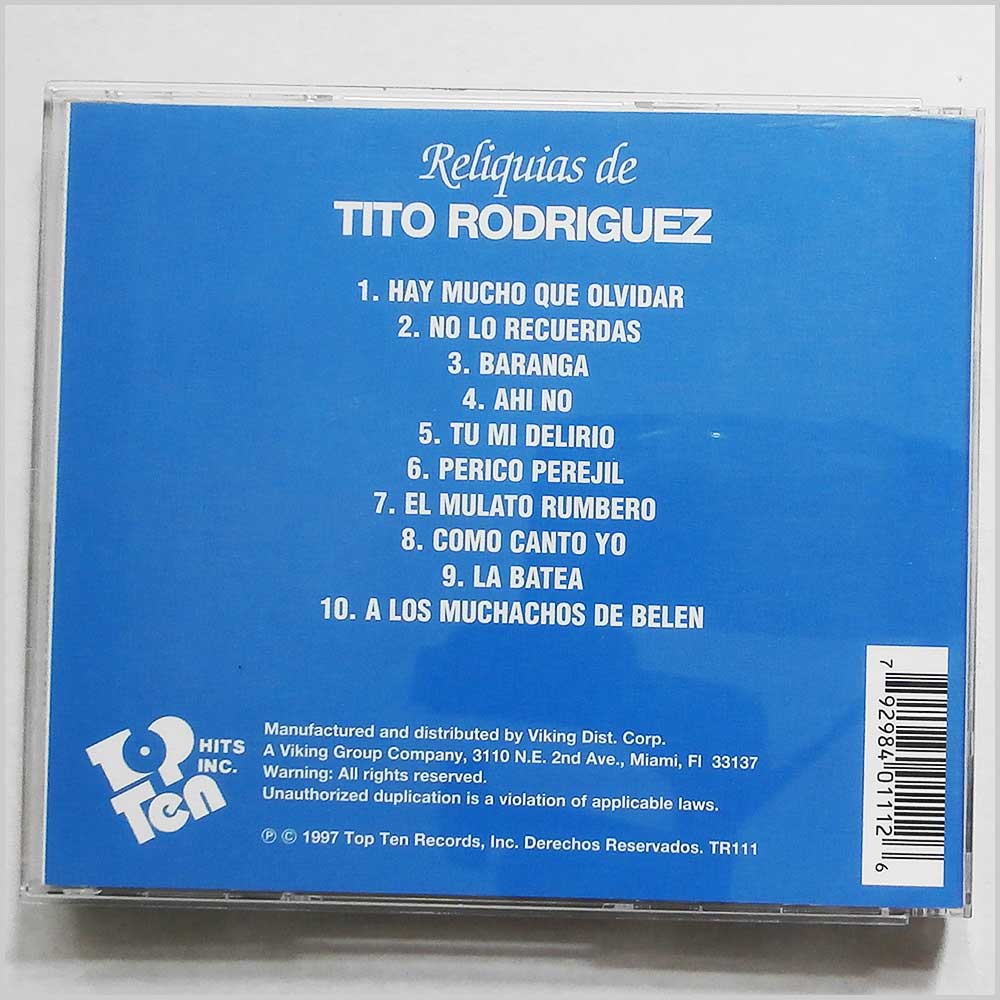 Reliquias de
TITO RODRIGUEZ
1. HAY MUCHO QUE OLVIDAR
2. NO LO RECUERDAS
3. BARANGA
4. AHI NO
5. TU MI DELIRIO
6. PERICO PEREJIL
7. EL MULATO RUMBERO
8. COMO CANTO YO
9. LA BATEA
10. A LOS MUCHACHOS DE BELEN
TOP TEN
HITS
INC.
Manufactured and distributed by Viking Dist. Corp.
A Viking Group Company, 3110 N.E. 2nd Ave., Miami, Fl 33137
Warning: All rights reserved.
Unauthorized duplication is a violation of applicable laws.
℗ © 1997 Top Ten Records, Inc. Derechos Reservados. TR111
7 92984 01112 6